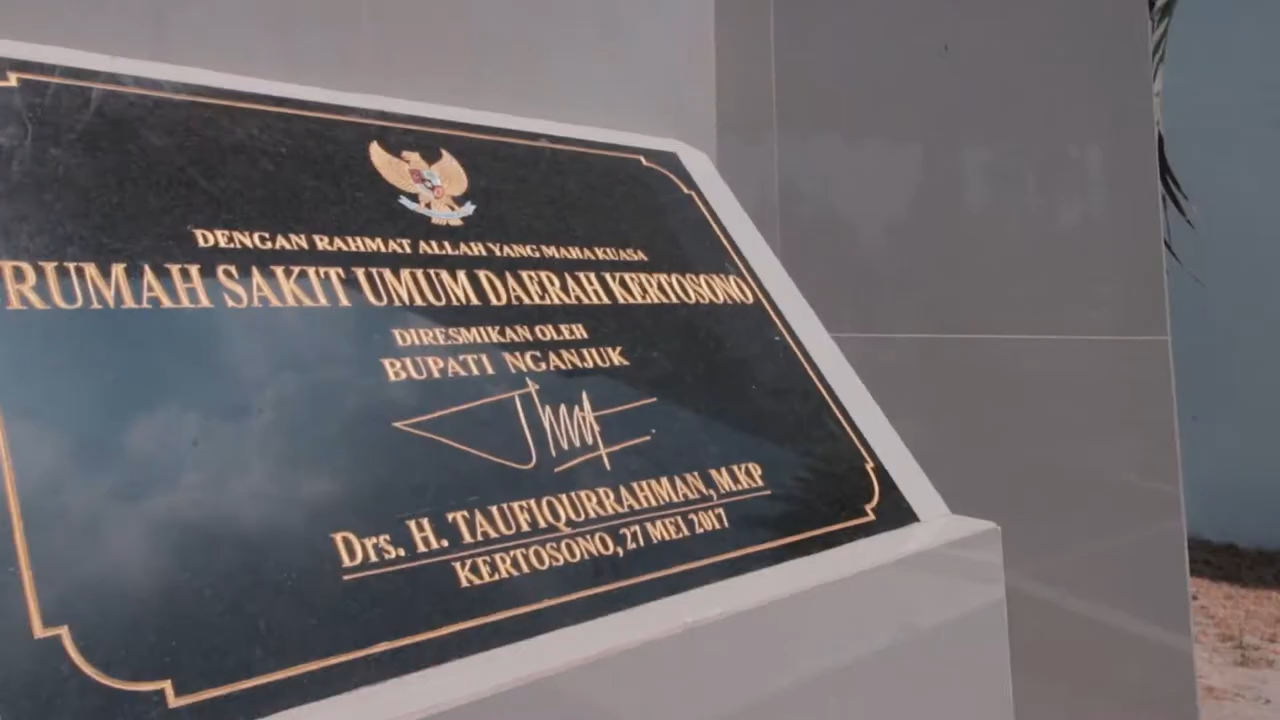 DENGAN RAHMAT ALLAH YANG MAHA KUASA
RUMAH SAKIT UMUM DAERAH KERTOSONO
DIRESMIKAN OLEH
BUPATI NGANJUK
Drs. H. TAUFIQURRAHMAN, M.KP
KERTOSONO, 27 MEI 2017